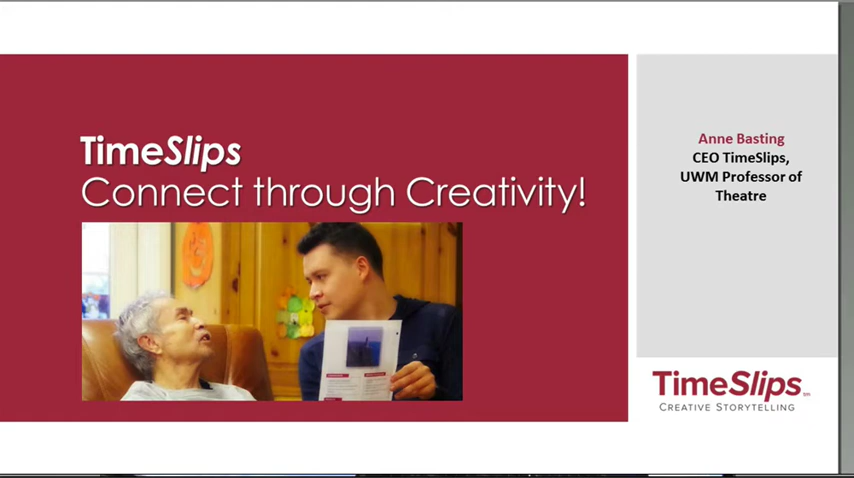 TimeSlips
Connect through Creativity!
Anne Basting
CEO TimeSlips,
UWM Professor of
Theatre
TimeSlips
CREATIVE STORYTELLING